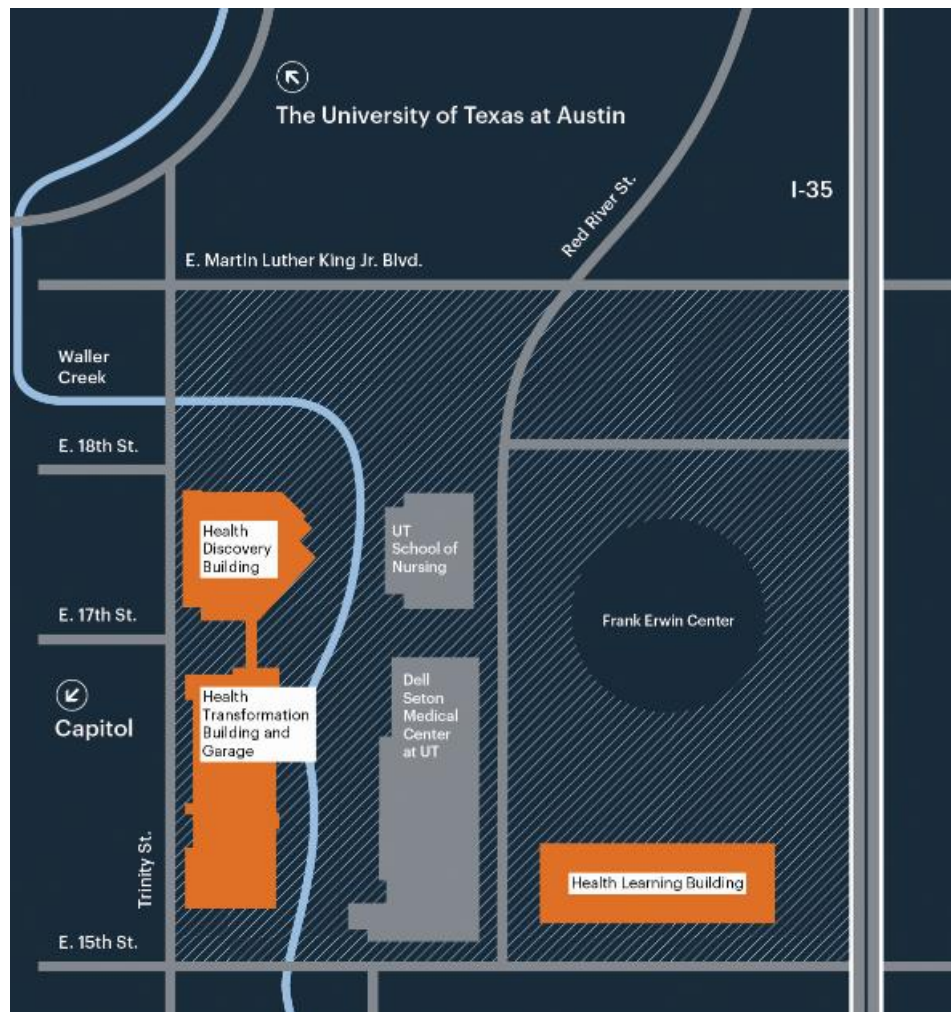 The University of Texas at Austin
I-35
Red River St.
E. Martin Luther King Jr. Blvd.
Waller
Creek
E. 18th St.
Health
Discovery
Building
UT
School of
Nursing
E. 17th St.
Frank Erwin Center
Capitol
Health
Transformation
Building and
Garage
Dell
Seton
Medical
Center
at UT
Trinity St.
Health Learning Building
E. 15th St.